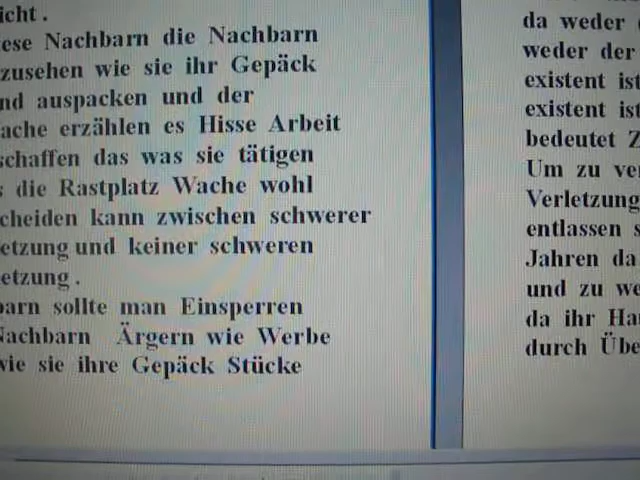 icht .
ese Nachbarn die Nachbarn
zusehen wie sie ihr Gepäck
nd auspacken und der
ache erzählen es Hisse Arbeit
schaffen das was sie tätigen
s die Rastplatz Wache wohl
cheiden kann zwischen schwerer
etzung und keiner schweren
etzung .
barn sollte man Einsperren
Nachbarn Ärgern wie Werbe
wie sie ihre Gepäck Stücke
da weder
weder der
existent ist
existent ist
bedeutet Z
Um zu ver
Verletzung
entlassen s
Jahren da
und zu we
da ihr Hau
durch Übe